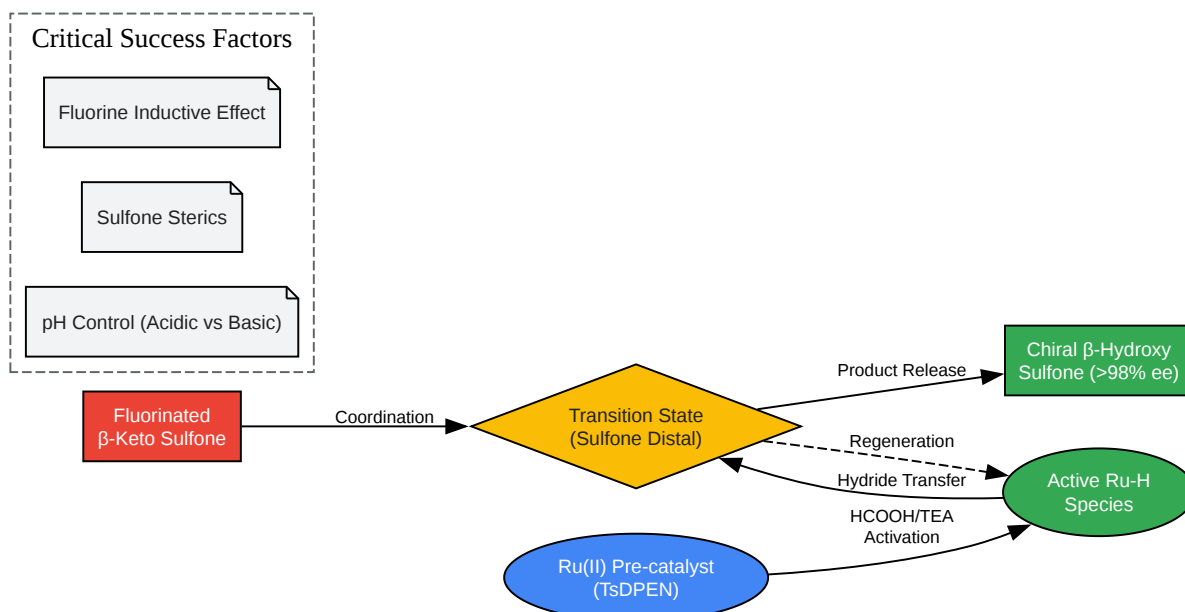 Critical Success Factors
Fluorine Inductive Effect
Sulfone Sterics
pH Control (Acidic vs Basic)
Fluorinated
β-Keto Sulfone
Coordination
Transition State
(Sulfone Distal)
Product Release
Chiral β-Hydroxy
Sulfone (>98% ee)
Regeneration
Hydride Transfer
Active Ru-H
Species
HCOOH/TEA
Activation
Ru(II) Pre-catalyst
(TsDPEN)